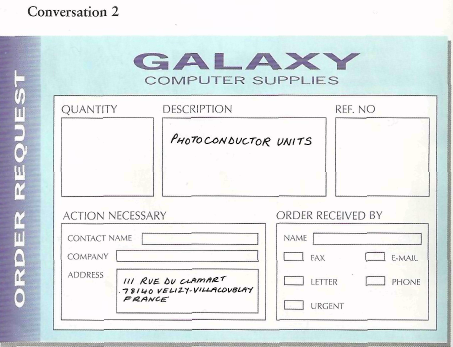 Conversation 2
GALAXY
COMPUTER SUPPLIES
ORDER REQUEST
QUANTITY
DESCRIPTION
REF. NO
PHOTOCONDUCTOR UNITS
ACTION NECESSARY
CONTACT NAME
COMPANY
ADDRESS
111 RUE DU CLAMART
78140 VELIZY-VILLACOUBLAY
FRANCE
ORDER RECEIVED BY
NAME
FAX
E-MAIL
LETTER
PHONE
URGENT